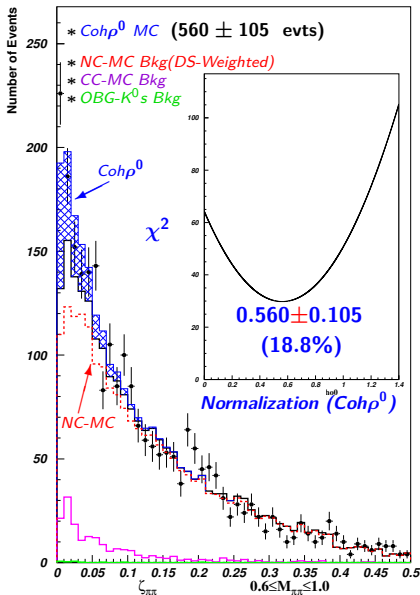 * Cohρ⁰ MC (560 ± 105 evts)
* NC-MC Bkg(DS-Weighted)
* CC-MC Bkg
* OBG-K⁰s Bkg
Number of Events
250
200
150
100
50
0
Cohρ⁰
NC-MC
χ²
100
80
60
40
20
0
0.560±0.105
(18.8%)
0 0.2 0.4 0.6 0.8 1 1.2 1.4
Normalization (Cohρ⁰)
0 0.05 0.1 0.15 0.2 0.25 0.3 0.35 0.4 0.45 0.5
ζππ 0.6≤Mππ≤1.0